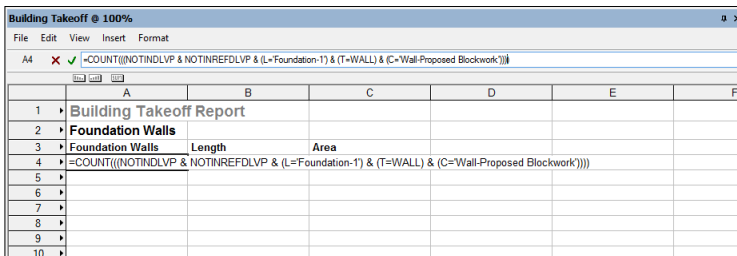 Building Takeoff @ 100%
File Edit View Insert Format
A4 =COUNT(((NOTINDLVP & NOTINREFDLVP & (L='Foundation-1') & (T=WALL) & (C='Wall-Proposed Blockwork'))))
A B C D E F
1 Building Takeoff Report
2 Foundation Walls
3 Foundation Walls Length Area
4 =COUNT(((NOTINDLVP & NOTINREFDLVP & (L='Foundation-1') & (T=WALL) & (C='Wall-Proposed Blockwork'))))
5
6
7
8
9
10